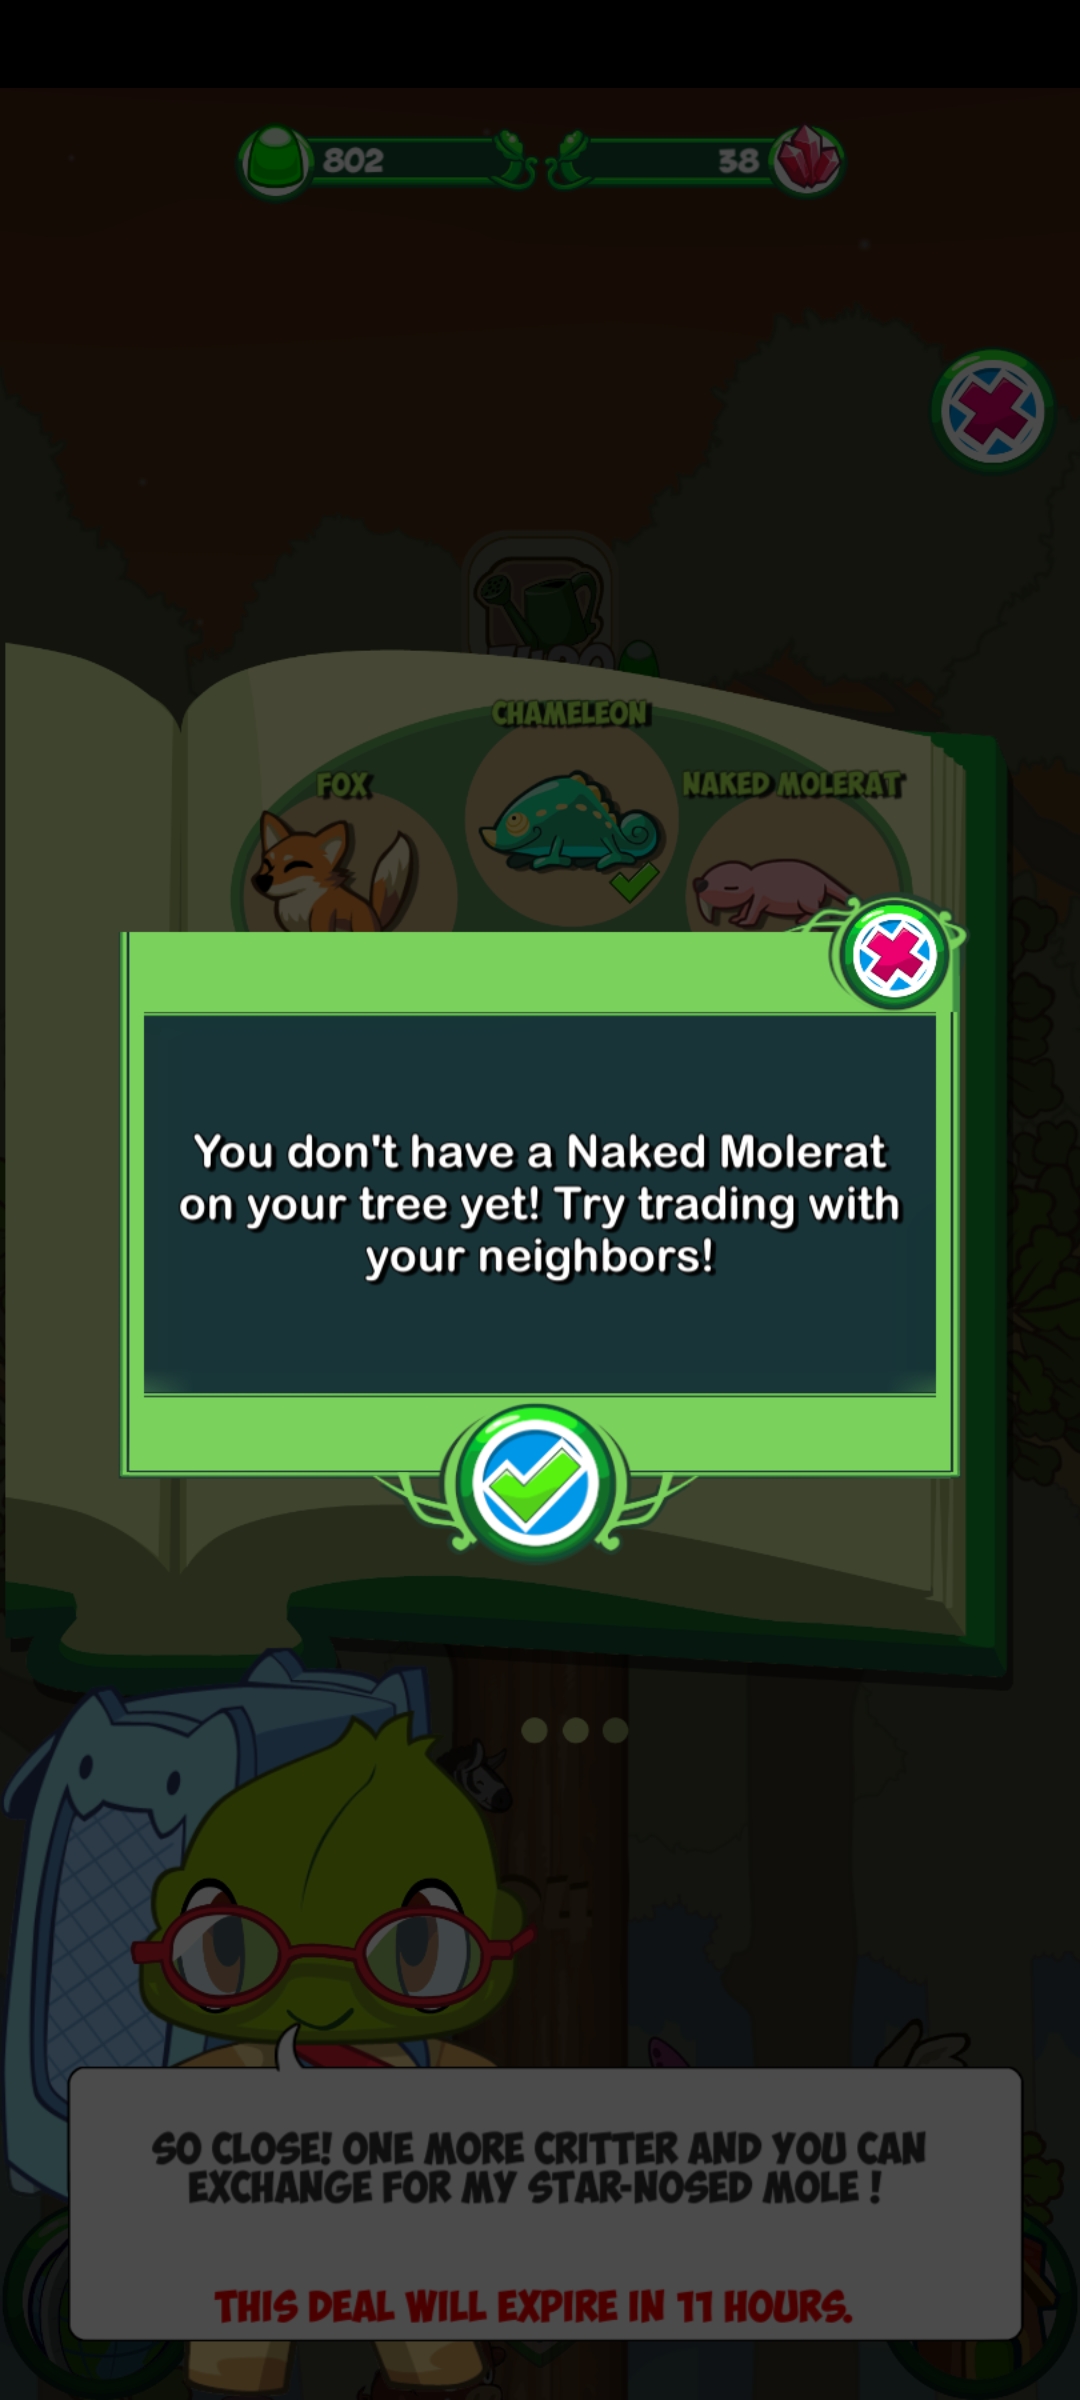 802
38
CHAMELEON
FOX
NAKED MOLERAT
You don't have a Naked Molerat
on your tree yet! Try trading with
your neighbors!
SO CLOSE! ONE MORE CRITTER AND YOU CAN
EXCHANGE FOR MY STAR-NOSED MOLE !
THIS DEAL WILL EXPIRE IN 11 HOURS.